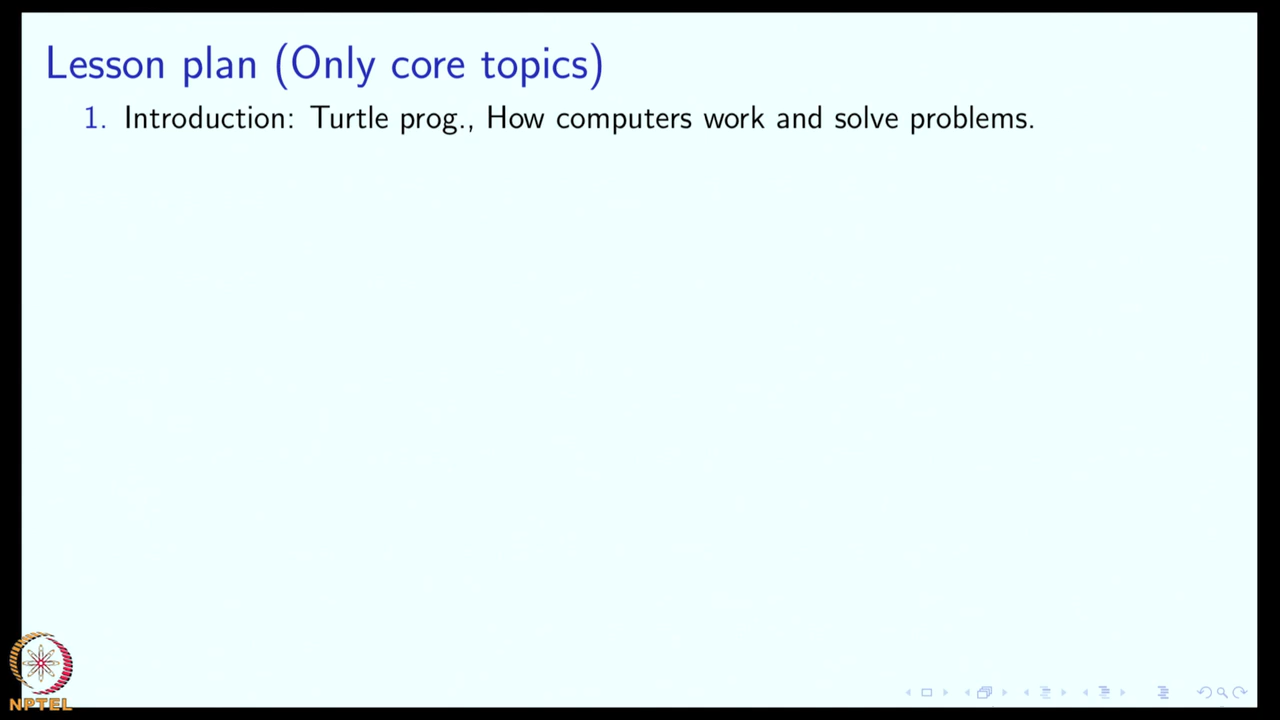 Lesson plan (Only core topics)
1. Introduction: Turtle prog., How computers work and solve problems.
NPTEL